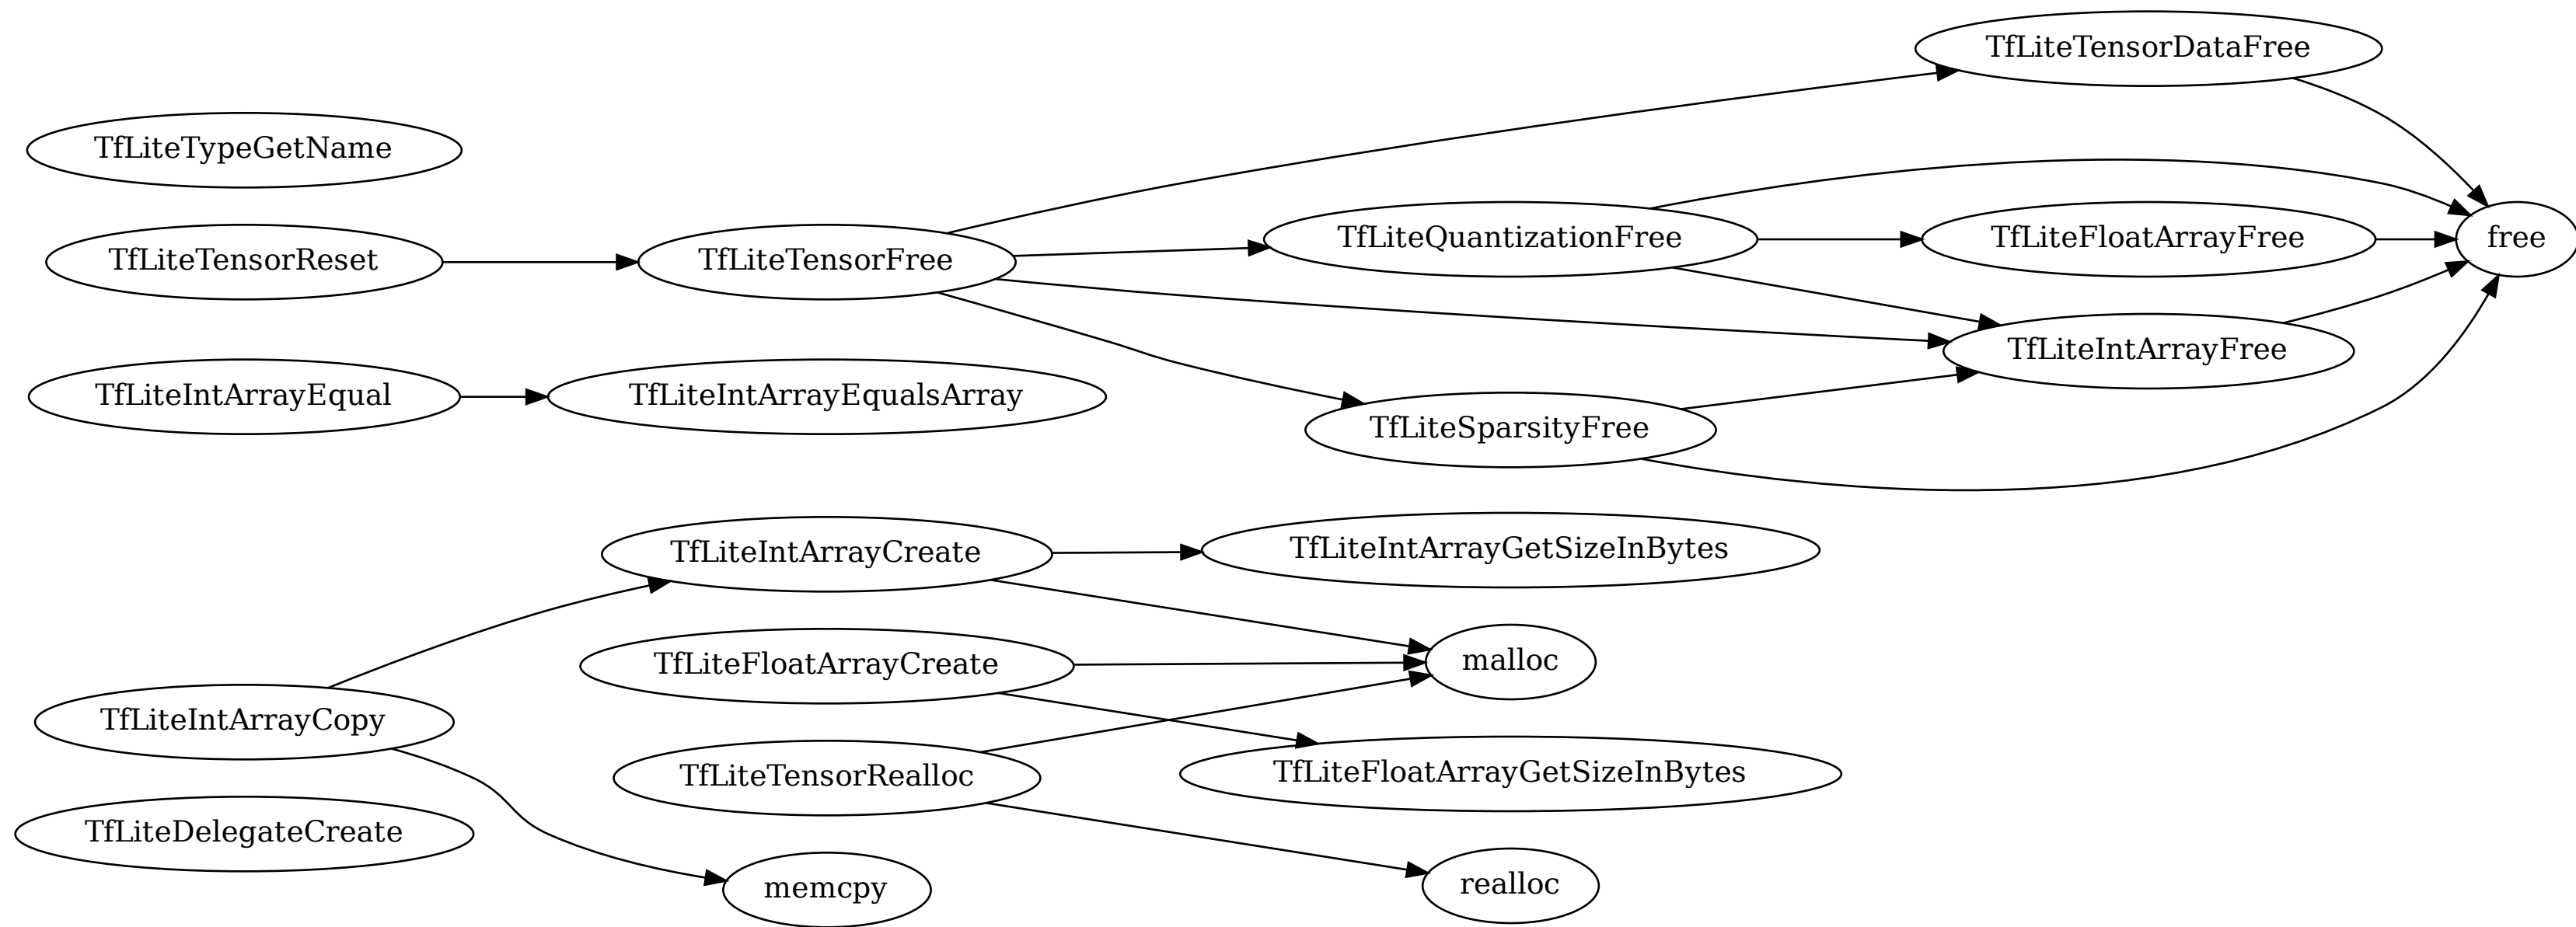 TfLiteTensorDataFree
TfLiteTypeGetName
TfLiteQuantizationFree
TfLiteFloatArrayFree
free
TfLiteTensorReset
TfLiteTensorFree
TfLiteIntArrayFree
TfLiteIntArrayEqual
TfLiteIntArrayEqualsArray
TfLiteSparsityFree
TfLiteIntArrayCreate
TfLiteIntArrayGetSizeInBytes
TfLiteFloatArrayCreate
malloc
TfLiteIntArrayCopy
TfLiteTensorRealloc
TfLiteFloatArrayGetSizeInBytes
TfLiteDelegateCreate
memcpy
realloc